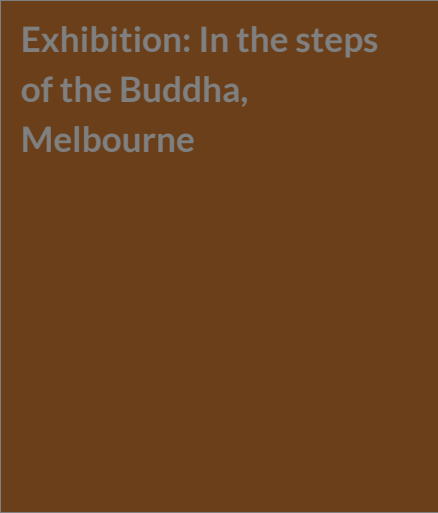 Exhibition: In the steps
of the Buddha,
Melbourne